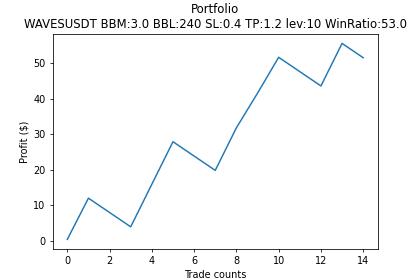 Portfolio
WAVESUSDT BBM:3.0 BBL:240 SL:0.4 TP:1.2 lev:10 WinRatio:53.0
Profit ($)
50
40
30
20
10
0
0 2 4 6 8 10 12 14
Trade counts